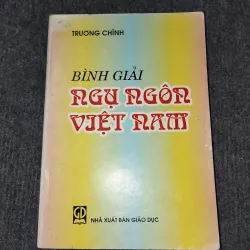 TRƯƠNG CHÍNH
BÌNH GIẢI
NGỤ NGÔN
VIỆT NAM
NHÀ XUẤT BẢN GIÁO DỤC